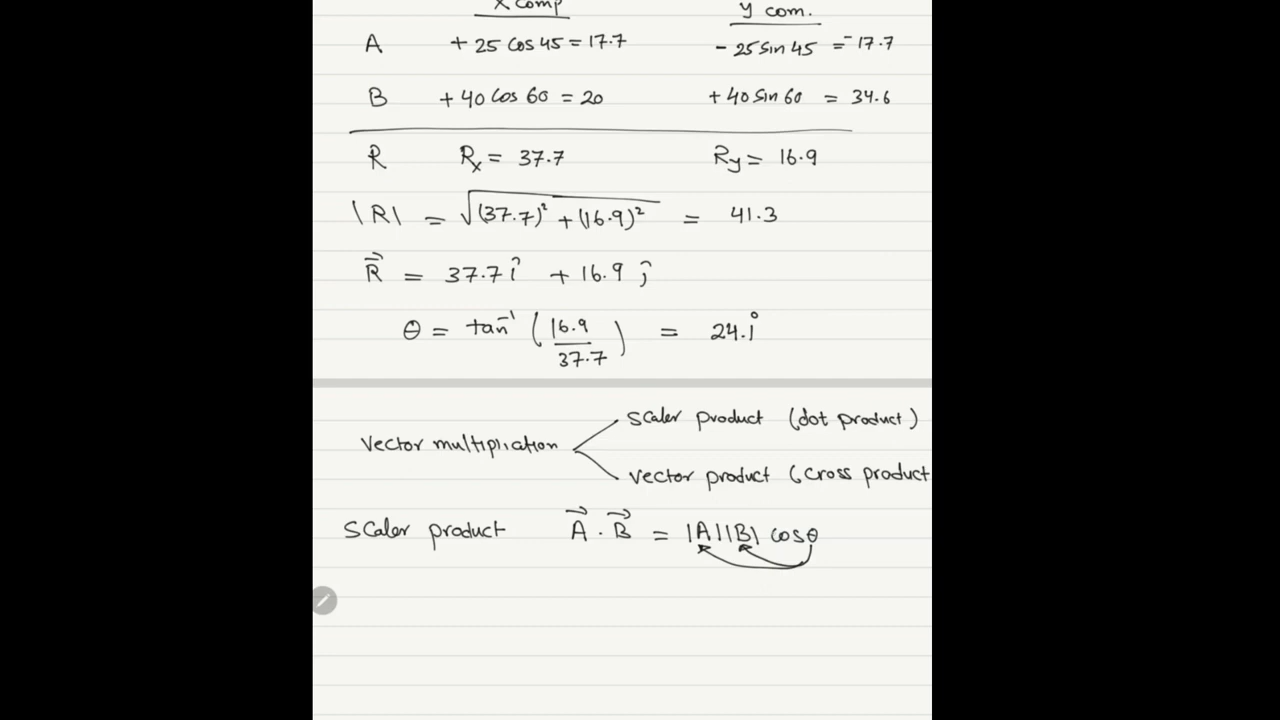 X comp y com.
A + 25 cos 45 = 17.7 - 25 sin 45 = -17.7
B + 40 cos 60 = 20 + 40 sin 60 = 34.6
R Rₓ = 37.7 Ry = 16.9
|R| = √(37.7)² + (16.9)² = 41.3
R⃗ = 37.7 î + 16.9 ĵ
θ = tan⁻¹ (16.9/37.7) = 24.1°
vector multiplication
scaler product (dot product)
vector product (cross product
scaler product A⃗ . B⃗ = |A||B| cosθ